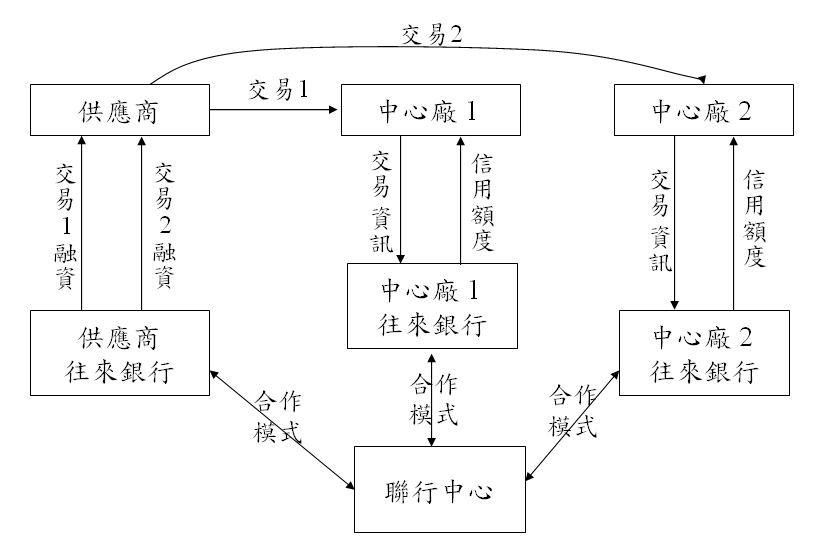 交易2
供應商
交易1
中心廠 1
中心廠 2
交易1融資
交易2融資
交易資訊
信用額度
交易資訊
信用額度
供應商
往來銀行
中心廠 1
往來銀行
中心廠 2
往來銀行
合作
模式
合作
模式
合作
模式
聯行中心